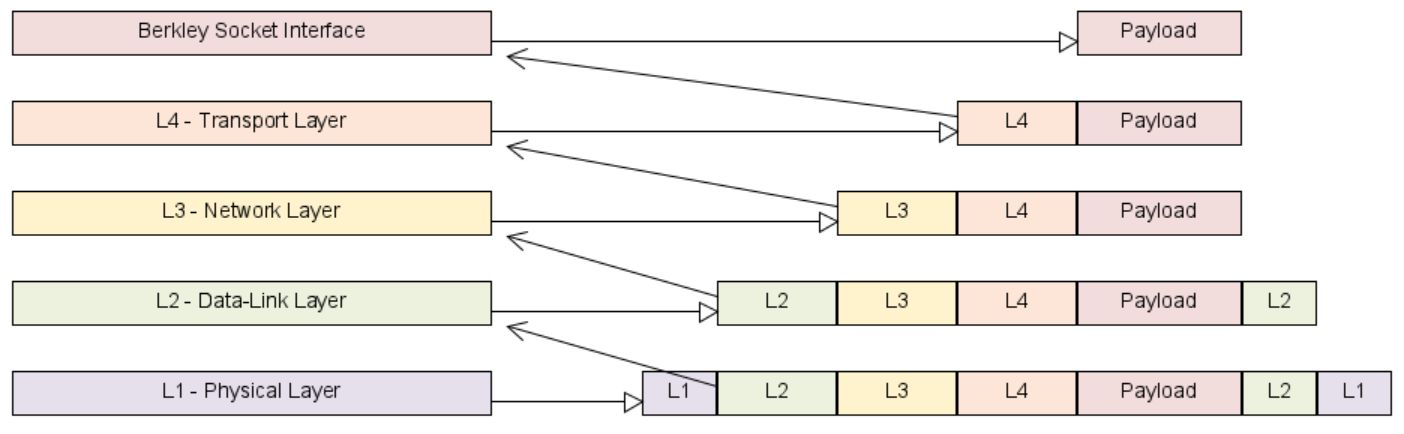 Berkley Socket Interface
Payload
L4 - Transport Layer
L4
Payload
L3 - Network Layer
L3
L4
Payload
L2 - Data-Link Layer
L2
L3
L4
Payload
L2
L1 - Physical Layer
L1
L2
L3
L4
Payload
L2
L1